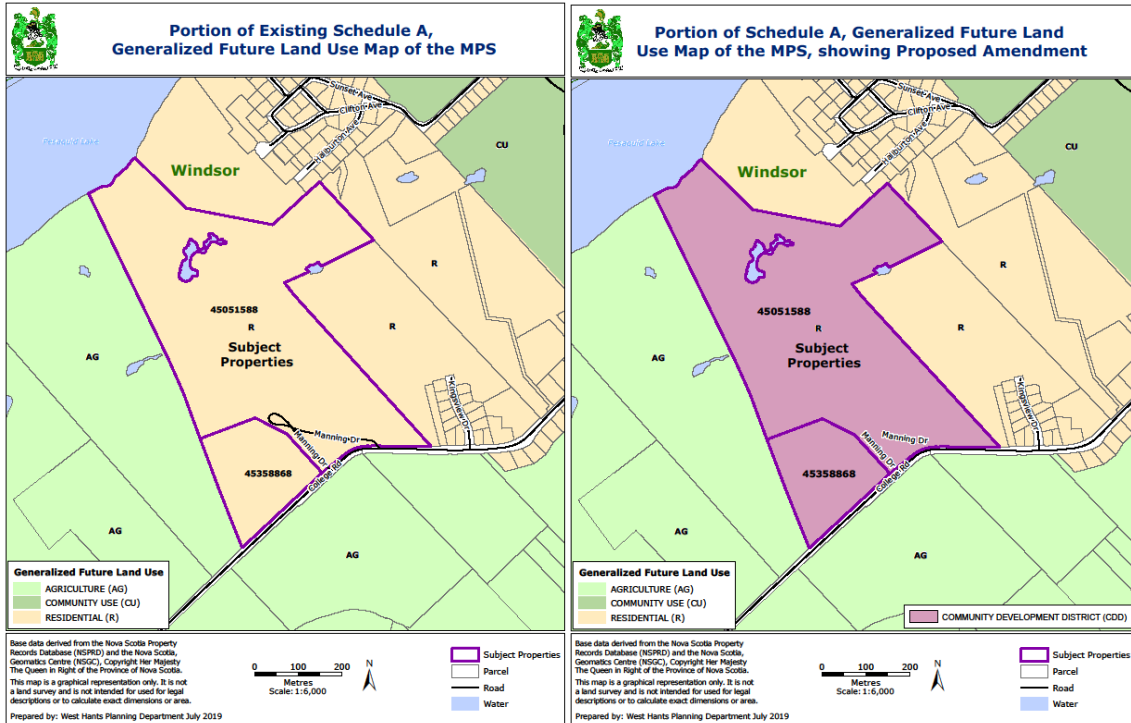 Portion of Existing Schedule A,
Generalized Future Land Use Map of the MPS
Sunset Ave
Clifton Ave
Haliburton Ave
CU
Pesaquid Lake
Windsor
R
45051588
R
R
Subject
Properties
AG
Kingsview Dr
Manning Dr
Manning Dr
45358868
College Rd
AG
AG
AG
Generalized Future Land Use
AGRICULTURE (AG)
COMMUNITY USE (CU)
RESIDENTIAL (R)
Base data derived from the Nova Scotia Property
Records Database (NSPRD) and the Nova Scotia,
Geomatics Centre (NSGC), Copyright Her Majesty
The Queen in Right of the Province of Nova Scotia.
This map is a graphical representation only. It is not
a land survey and is not intended for used for legal
descriptions or to calculate exact dimensions or area.
Prepared by: West Hants Planning Department July 2019
0 50 100 200
Metres
Scale: 1:6,000
N
Subject Properties
Parcel
Road
Water
Portion of Schedule A, Generalized Future Land
Use Map of the MPS, showing Proposed Amendment
Sunset Ave
Clifton Ave
Haliburton Ave
CU
Pesaquid Lake
Windsor
R
45051588
R
R
Subject
Properties
AG
Kingsview Dr
Manning Dr
Manning Dr
45358868
College Rd
AG
AG
AG
Generalized Future Land Use
AGRICULTURE (AG)
COMMUNITY USE (CU)
RESIDENTIAL (R)
COMMUNITY DEVELOPMENT DISTRICT (CDD)
Base data derived from the Nova Scotia Property
Records Database (NSPRD) and the Nova Scotia,
Geomatics Centre (NSGC), Copyright Her Majesty
The Queen in Right of the Province of Nova Scotia.
This map is a graphical representation only. It is not
a land survey and is not intended for used for legal
descriptions or to calculate exact dimensions or area.
Prepared by: West Hants Planning Department July 2019
0 50 100 200
Metres
Scale: 1:6,000
N
Subject Properties
Parcel
Road
Water